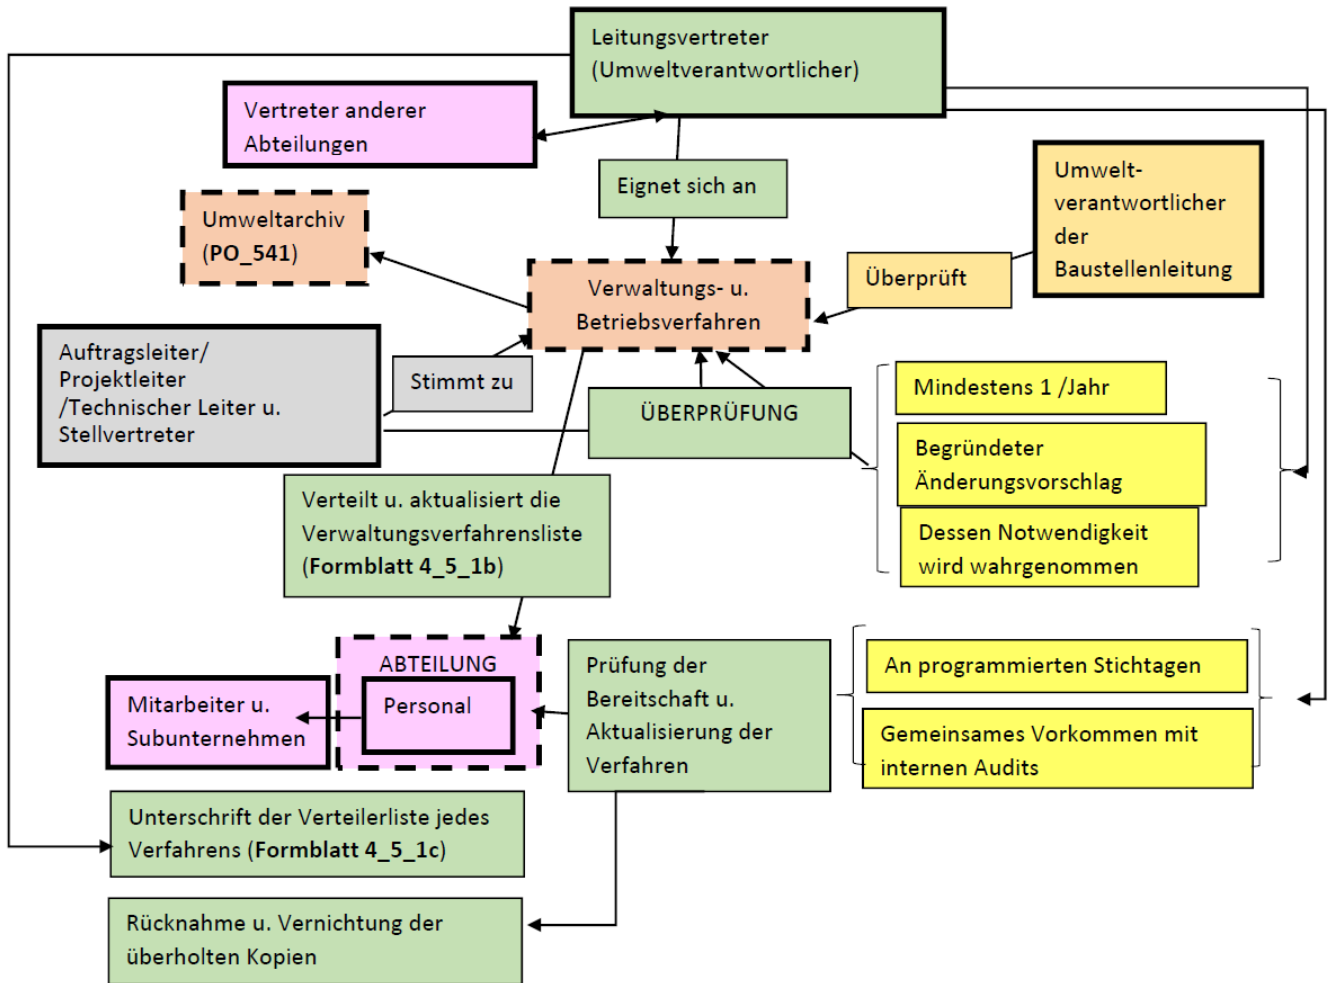 Leitungsvertreter
(Umweltverantwortlicher)
Vertreter anderer
Abteilungen
Eignet sich an
Umwelt-
verantwortlicher
der
Baustellenleitung
Umweltarchiv
(PO_541)
Verwaltungs- u.
Betriebsverfahren
Überprüft
Auftragsleiter/
Projektleiter
/Technischer Leiter u.
Stellvertreter
Stimmt zu
ÜBERPRÜFUNG
Mindestens 1 /Jahr
Begründeter
Änderungsvorschlag
Dessen Notwendigkeit
wird wahrgenommen
Verteilt u. aktualisiert die
Verwaltungsverfahrensliste
(Formblatt 4_5_1b)
ABTEILUNG
Personal
Mitarbeiter u.
Subunternehmen
Prüfung der
Bereitschaft u.
Aktualisierung der
Verfahren
An programmierten Stichtagen
Gemeinsames Vorkommen mit
internen Audits
Unterschrift der Verteilerliste jedes
Verfahrens (Formblatt 4_5_1c)
Rücknahme u. Vernichtung der
überholten Kopien